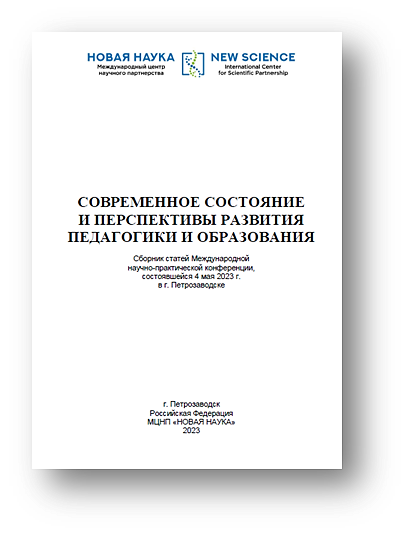 НОВАЯ НАУКА
Международный центр
научного партнерства
NEW SCIENCE
International Center
for Scientific Partnership
СОВРЕМЕННОЕ СОСТОЯНИЕ
И ПЕРСПЕКТИВЫ РАЗВИТИЯ
ПЕДАГОГИКИ И ОБРАЗОВАНИЯ
Сборник статей Международной
научно-практической конференции,
состоявшейся 4 мая 2023 г.
в г. Петрозаводске
г. Петрозаводск
Российская Федерация
МЦНП «НОВАЯ НАУКА»
2023